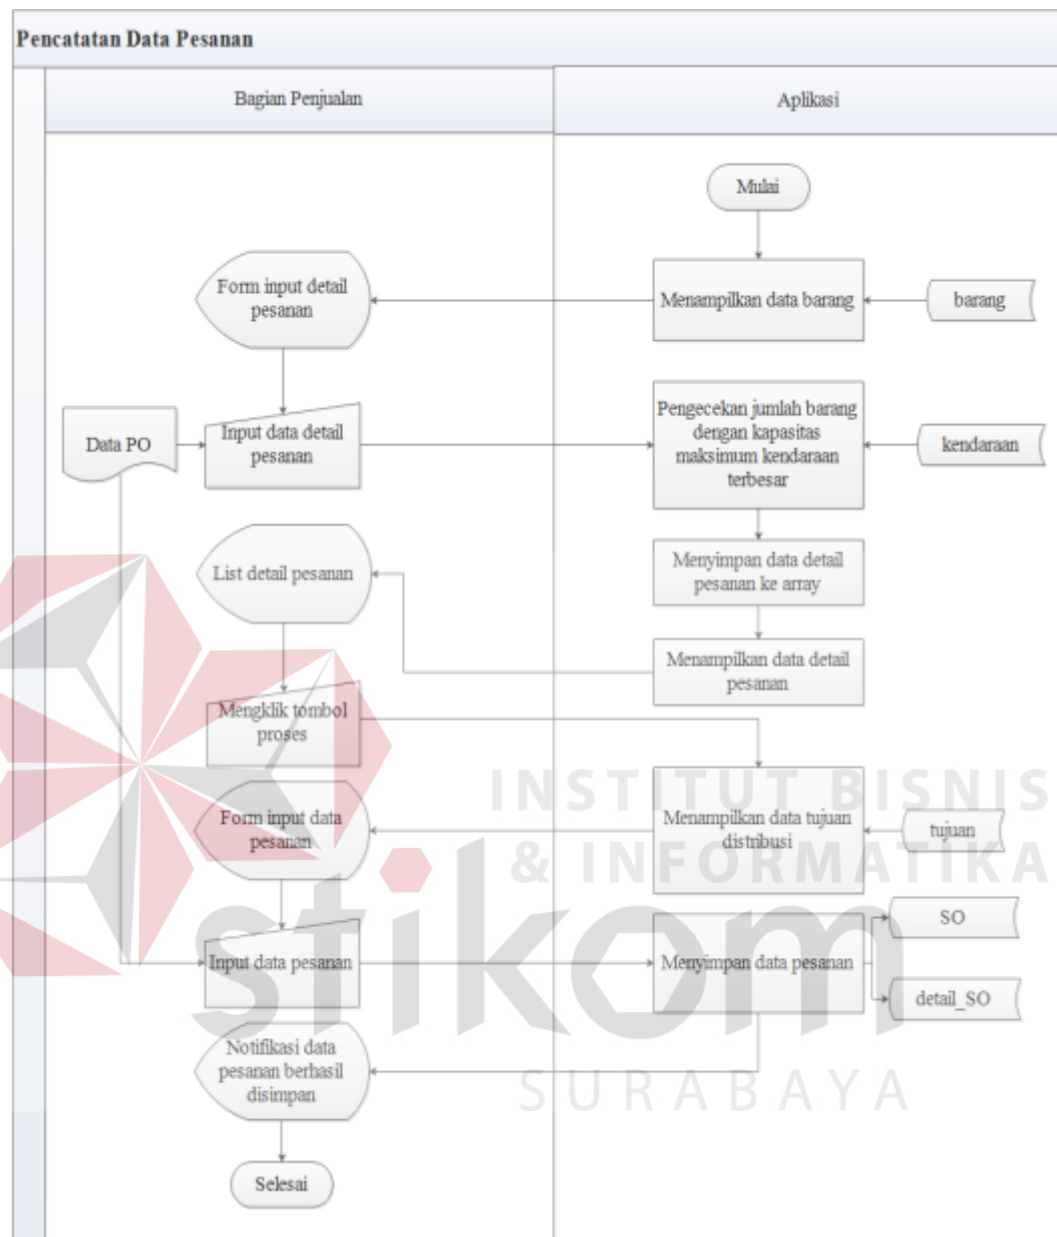 Pencatatan Data Pesanan
Bagian Penjualan
Aplikasi
Mulai
Form input detail
pesanan
Menampilkan data barang
barang
Data PO
Input data detail
pesanan
Pengecekan jumlah barang
dengan kapasitas
maksimum kendaraan
terbesar
kendaraan
List detail pesanan
Menyimpan data detail
pesanan ke array
Menampilkan data detail
pesanan
Mengklik tombol
proses
Form input data
pesanan
Menampilkan data tujuan
distribusi
tujuan
Input data pesanan
Menyimpan data pesanan
SO
detail_SO
Notifikasi data
pesanan berhasil
disimpan
Selesai
INSTITUT BISNIS
& INFORMATIKA
stikom
SURABAYA